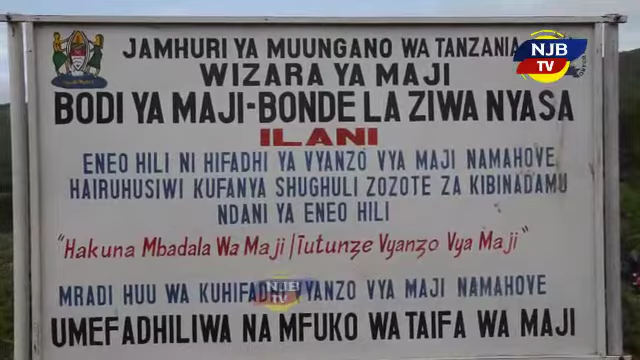 NJB
TV
JAMHURI YA MUUNGANO WA TANZANIA
WIZARA YA MAJI
BODI YA MAJI-BONDE LA ZIWA NYASA
ILANI
ENEO HILI NI HIFADHI YA VYANZO VYA MAJI NAMAHOVE
HAIRUHUSIWI KUFANYA SHUGHULI ZOZOTE ZA KIBINADAMU
NDANI YA ENEO HILI
"Hakuna Mbadala Wa Maji/Tutunze Vyanzo Vya Maji"
MRADI HUU WA KUHIFADHI VYANZO VYA MAJI NAMAHOVE
NJB
TV
UMEFADHILIWA NA MFUKO WA TAIFA WA MAJI